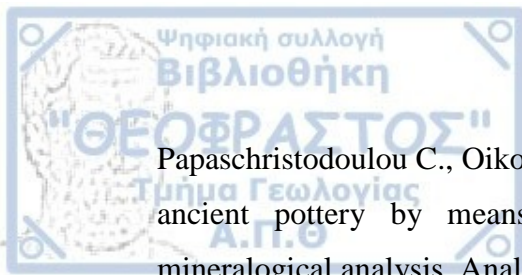 Ψηφιακή συλλογή
Βιβλιοθήκη
"ΘΕΟΦΡΑΣΤΟΣ"
Papaschristodoulou C., Oiko
Τμήμα Γεωλογίας
ancient pottery by means
Α.Π.Θ
mineralogical analysis. Anal